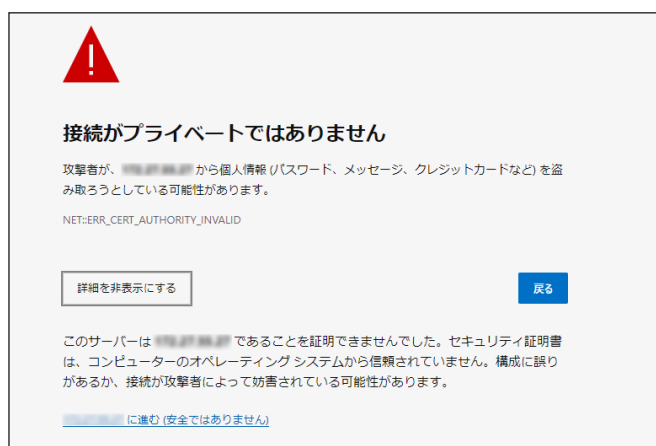 接続がプライベートではありません
攻撃者が、 から個人情報 (パスワード、メッセージ、クレジットカードなど) を盗
み取ろうとしている可能性があります。
NET::ERR_CERT_AUTHORITY_INVALID
詳細を非表示にする
戻る
このサーバーは であることを証明できませんでした。セキュリティ証明書
は、コンピューターのオペレーティング システムから信頼されていません。構成に誤り
があるか、接続が攻撃者によって妨害されている可能性があります。
に進む (安全ではありません)